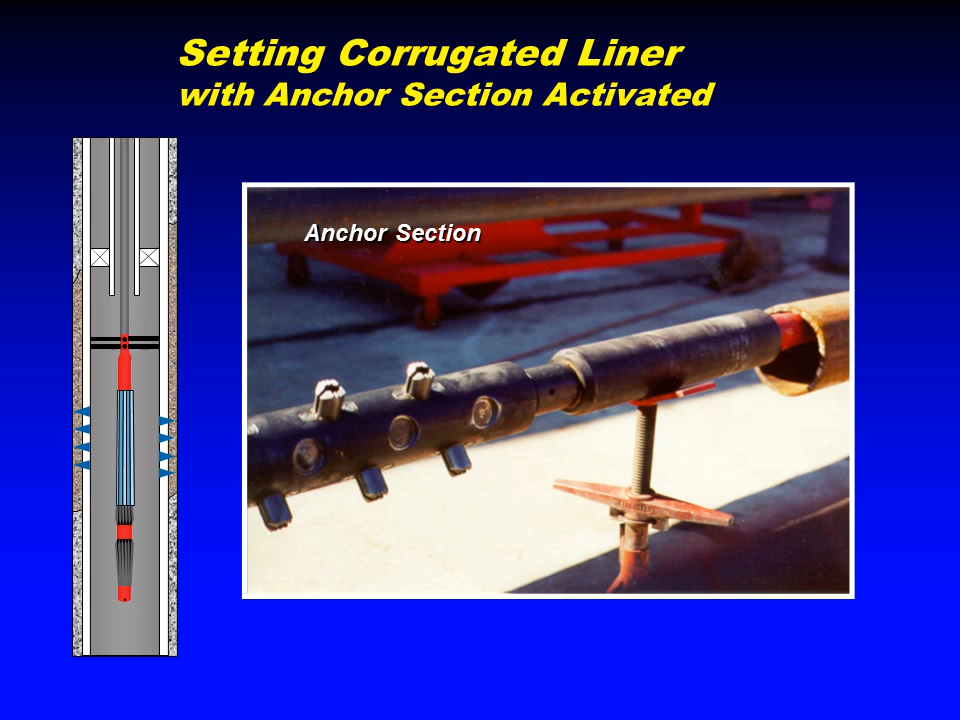 Setting Corrugated Liner
with Anchor Section Activated
Anchor Section